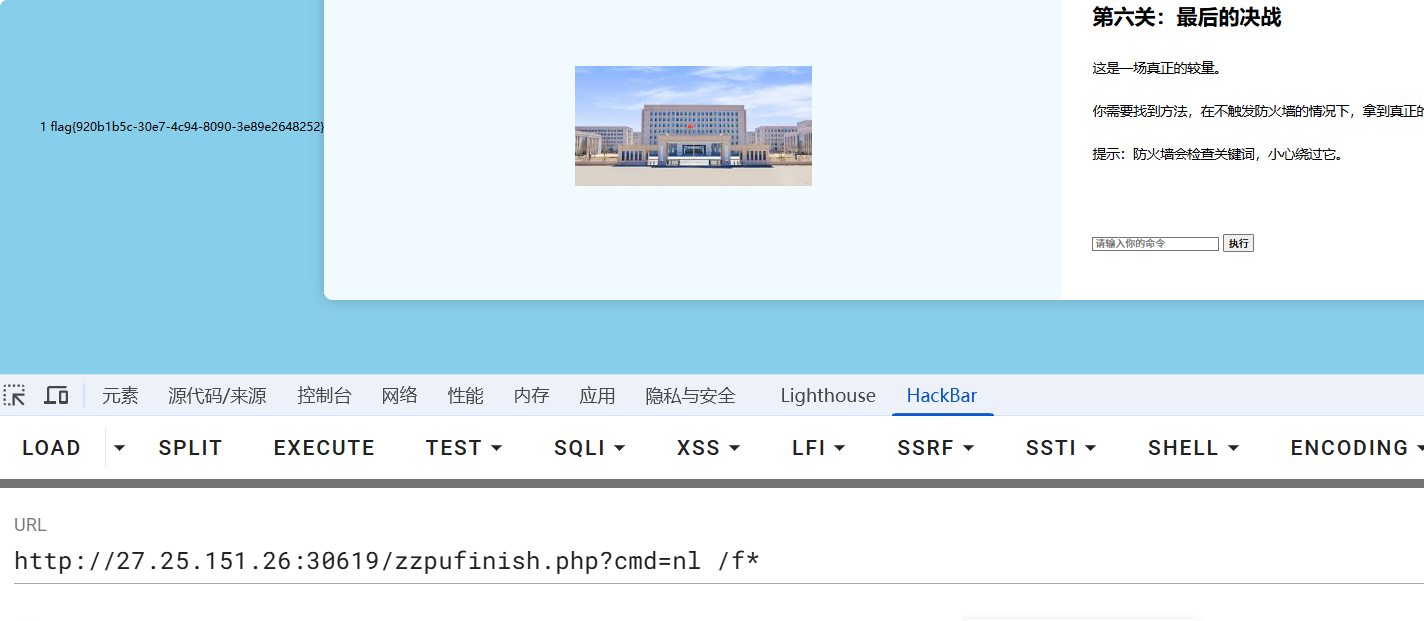 第六关：最后的决战
这是一场真正的较量。
你需要找到方法，在不触发防火墙的情况下，拿到真正的
提示：防火墙会检查关键词，小心绕过它。
1 flag{920b1b5c-30e7-4c94-8090-3e89e2648252}
请输入你的命令 执行
元素 源代码/来源 控制台 网络 性能 内存 应用 隐私与安全 Lighthouse HackBar
LOAD SPLIT EXECUTE TEST SQLI XSS LFI SSRF SSTI SHELL ENCODING
URL
http://27.25.151.26:30619/zzpufinish.php?cmd=nl /f*